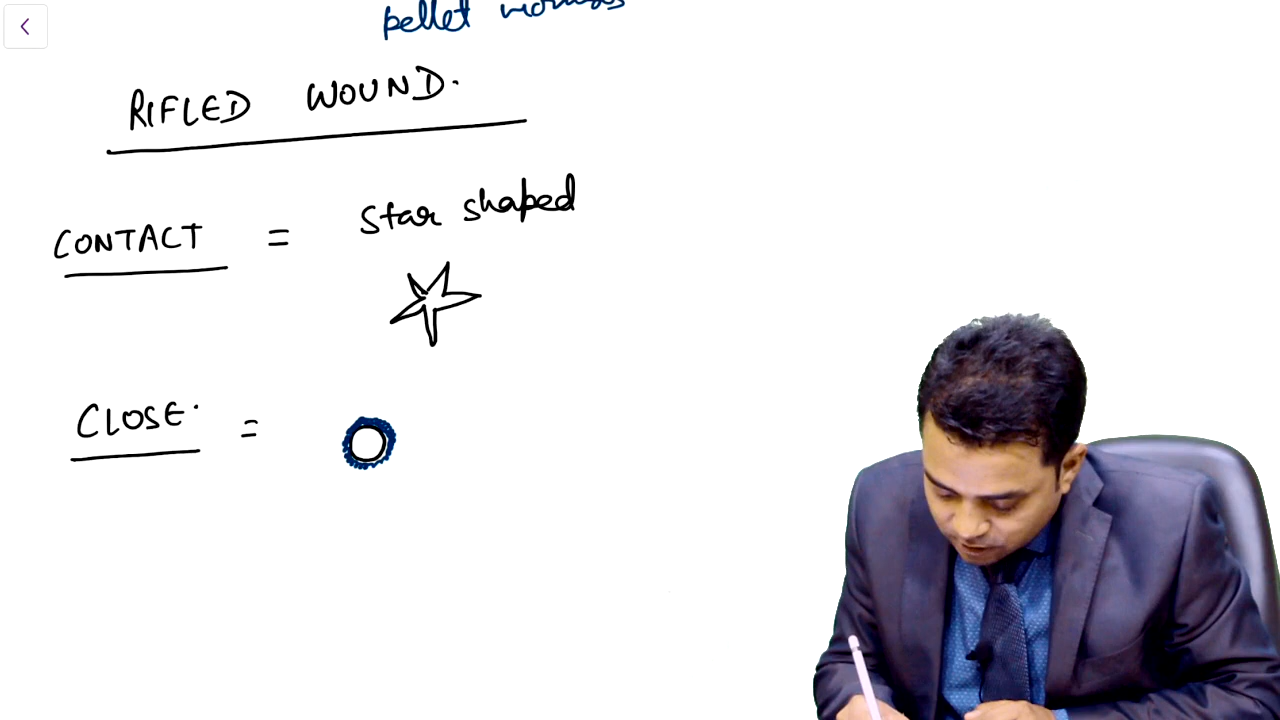 pellet
RIFLED WOUND.
CONTACT = Star shaped
CLOSE. =